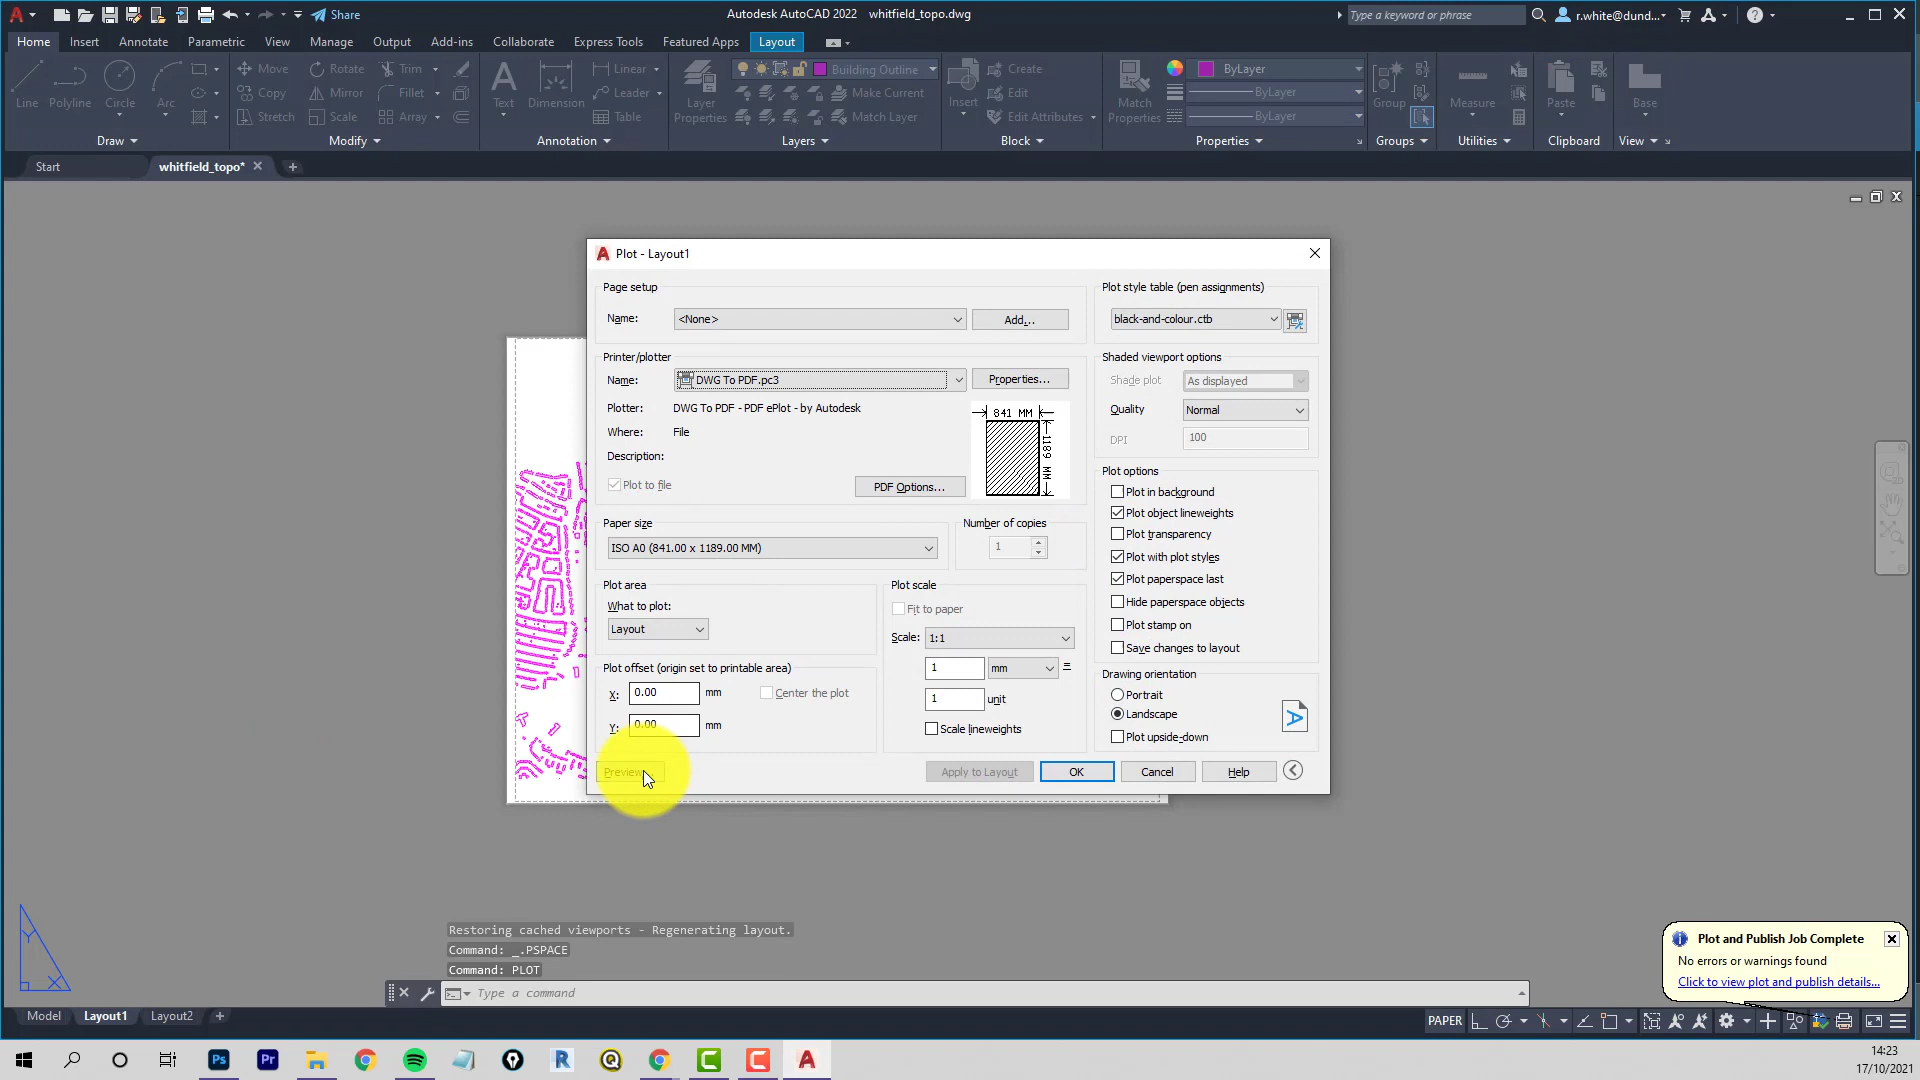 Share
Autodesk AutoCAD 2022 whitfield_topo.dwg
Type a keyword or phrase
r.white@dund...
Home Insert Annotate Parametric View Manage Output Add-ins Collaborate Express Tools Featured Apps Layout
Line Polyline Circle Arc
Move Rotate Trim
Copy Mirror Fillet
Stretch Scale Array
Text Dimension
Linear
Leader
Table
Layer Properties
Building Outline
Make Current
Match Layer
Insert
Create
Edit
Edit Attributes
Match Properties
ByLayer
ByLayer
ByLayer
Group
Measure
Paste
Base
Draw Modify Annotation Layers Block Properties Groups Utilities Clipboard View
Start whitfield_topo*
Plot - Layout1
Page setup
Name: <None> Add...
Printer/plotter
Name: DWG To PDF.pc3 Properties...
Plotter: DWG To PDF - PDF ePlot - by Autodesk
Where: File
Description:
Plot to file
PDF Options...
841 MM
1189 MM
Paper size
ISO A0 (841.00 x 1189.00 MM)
Number of copies
1
Plot area
What to plot:
Layout
Plot offset (origin set to printable area)
X: 0.00 mm Center the plot
Y: 0.00 mm
Plot scale
Fit to paper
Scale: 1:1
1 mm =
1 unit
Scale lineweights
Plot style table (pen assignments)
black-and-colour.ctb
Shaded viewport options
Shade plot As displayed
Quality Normal
DPI 100
Plot options
Plot in background
Plot object lineweights
Plot transparency
Plot with plot styles
Plot paperspace last
Hide paperspace objects
Plot stamp on
Save changes to layout
Drawing orientation
Portrait
Landscape
Plot upside-down
A
Preview... Apply to Layout OK Cancel Help
Y
X
Restoring cached viewports - Regenerating layout.
Command: _.PSPACE
Command: PLOT
Type a command
Plot and Publish Job Complete
No errors or warnings found
Click to view plot and publish details...
Model Layout1 Layout2
PAPER
Ps Pr R A
14:23
17/10/2021